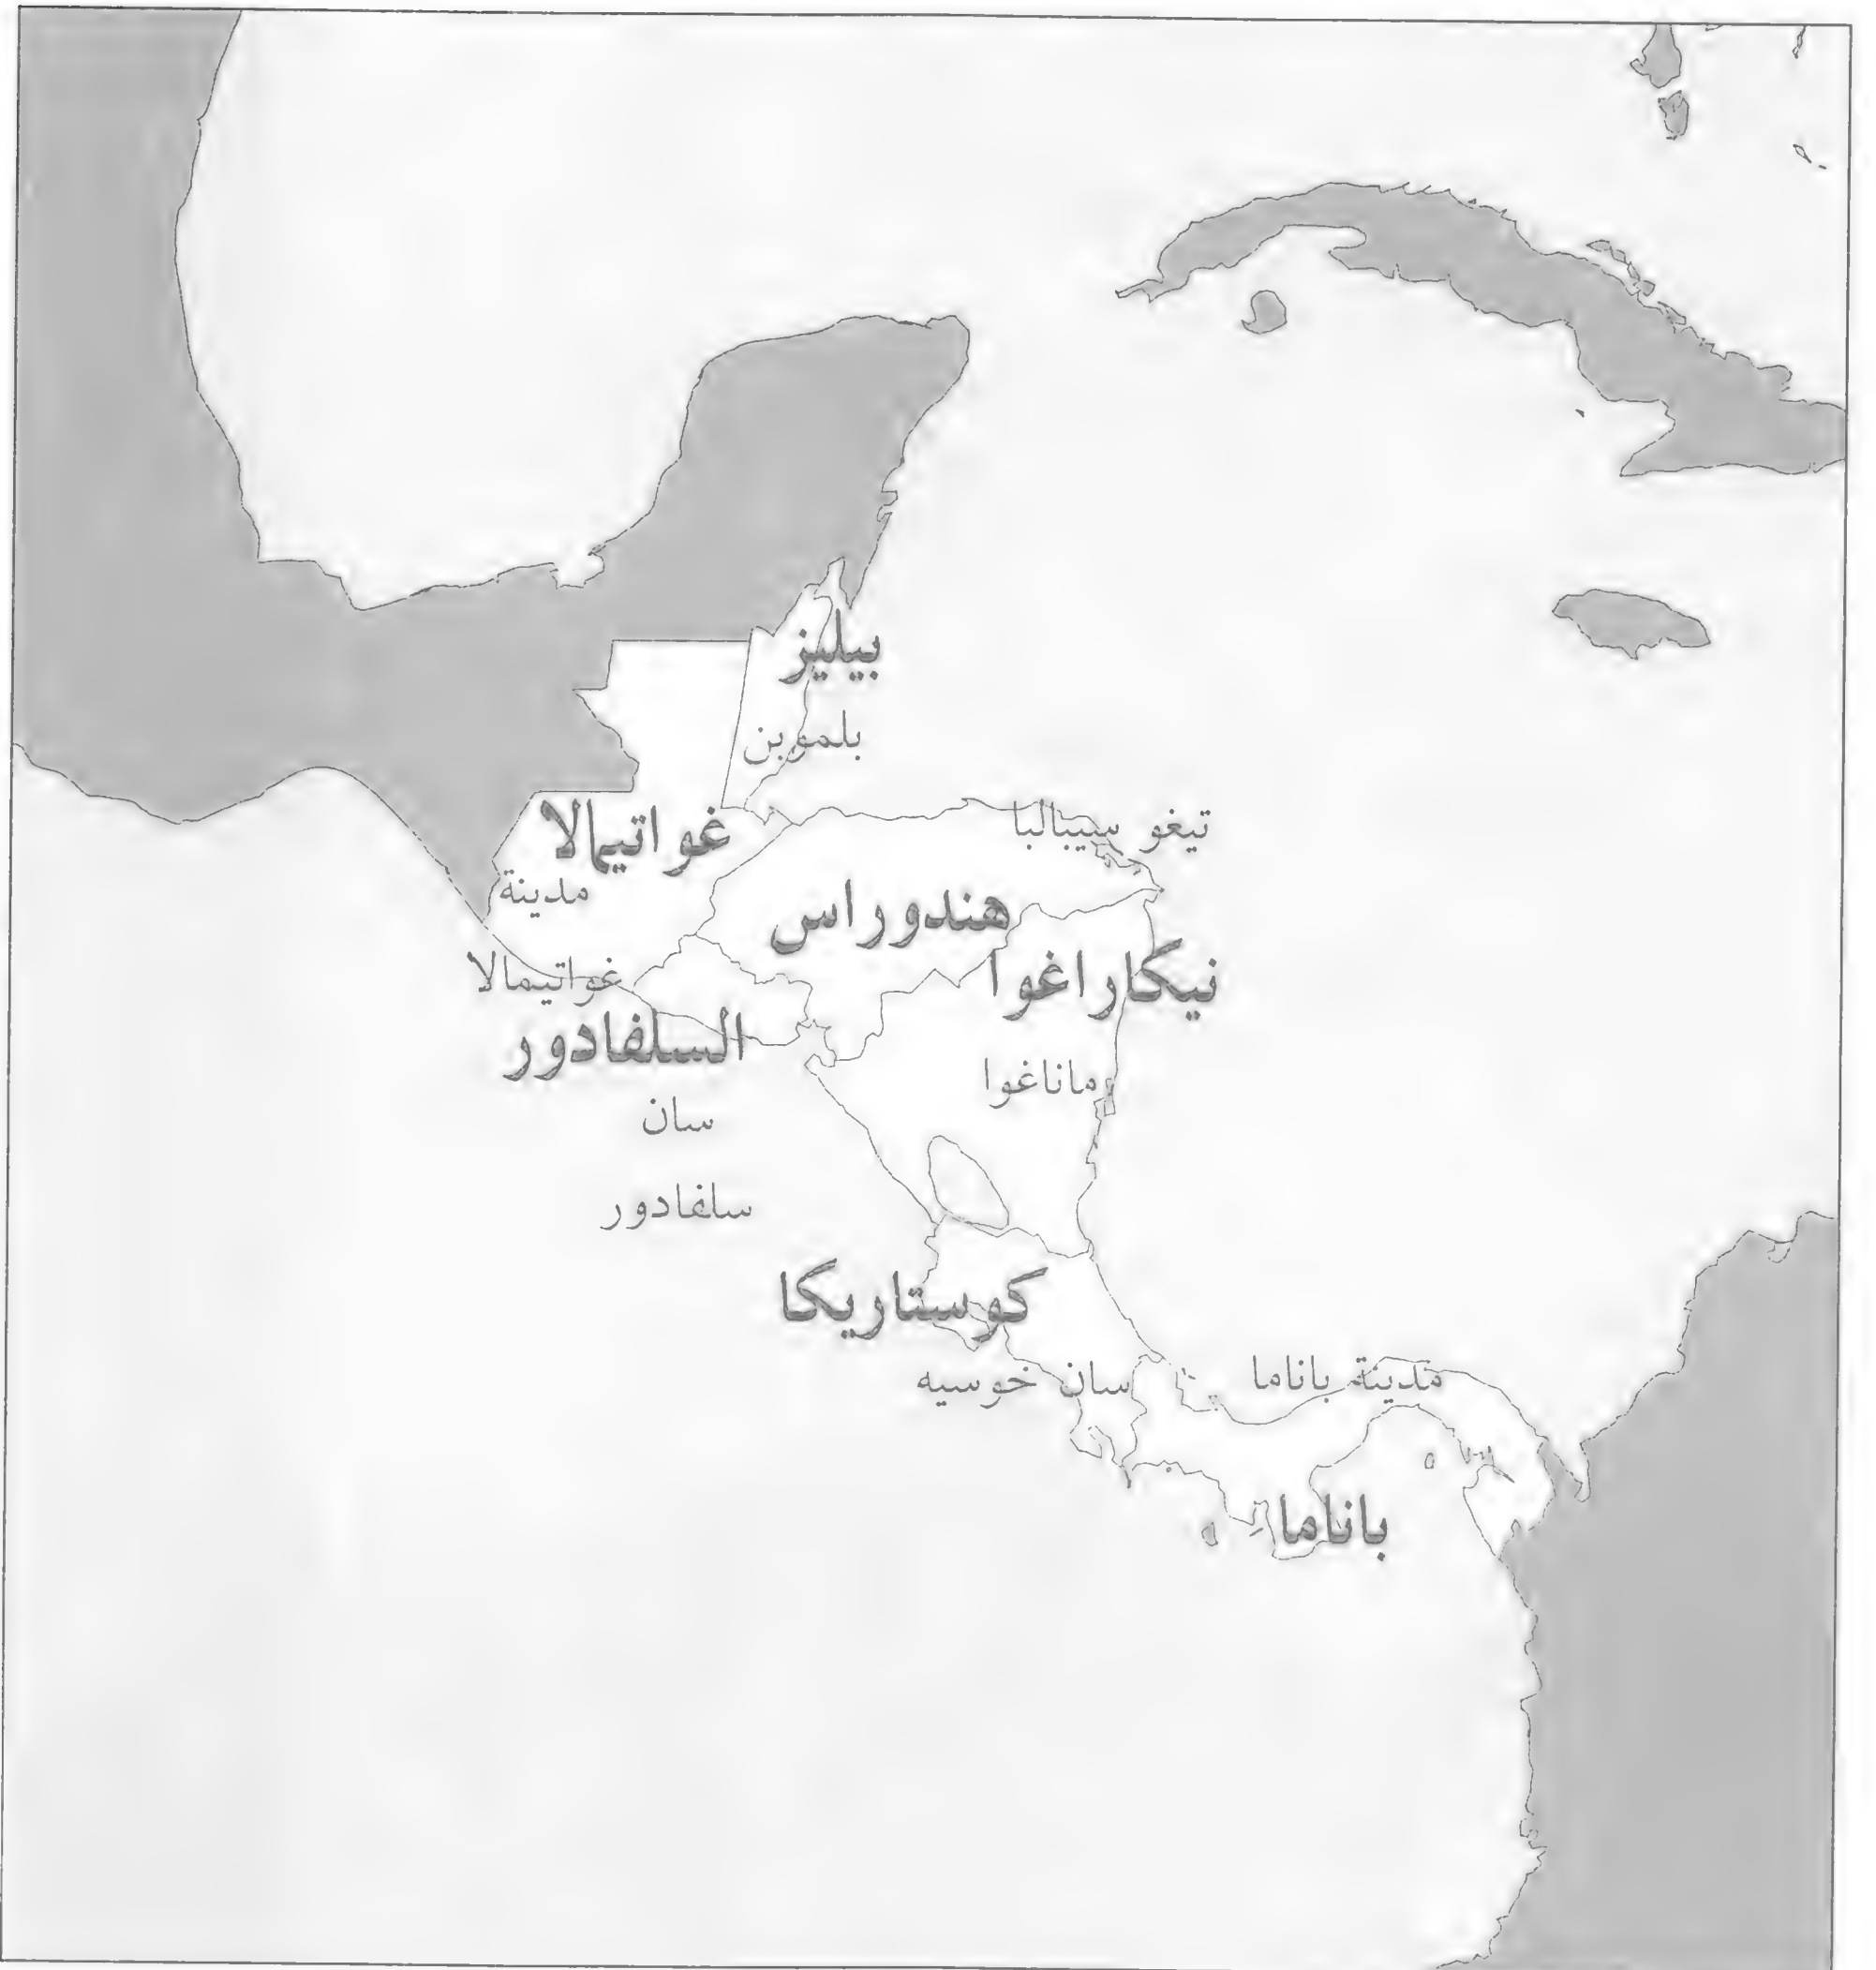 بيليز
بلموبن
تيغو سيبالبا
غواتيمالا
مدينة
هندوراس
نيكاراغوا
غواتيمالا
السلفادور
ماناغوا
سان
سلفادور
كوستاريكا
مدينة باناما
سان خوسيه
باناما